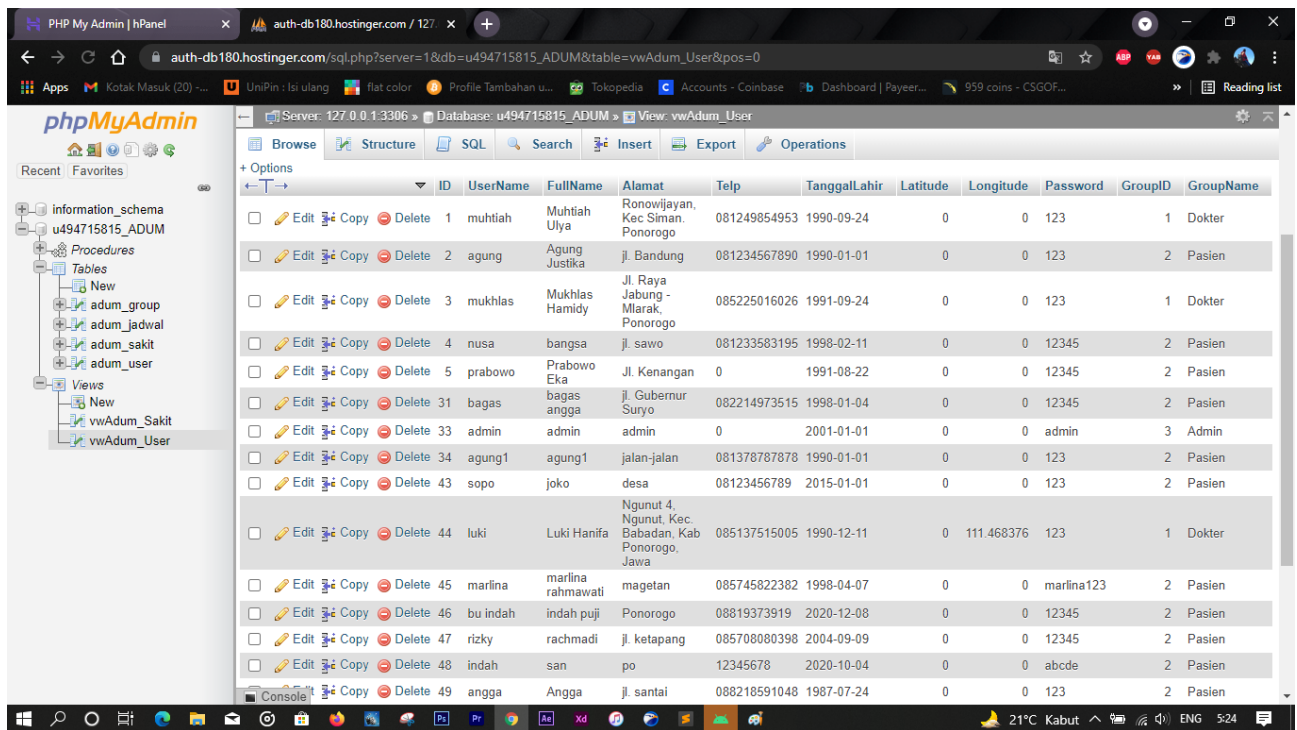 PHP My Admin | hPanel
auth-db180.hostinger.com / 127.
auth-db180.hostinger.com/sql.php?server=1&db=u494715815_ADUM&table=vwAdum_User&pos=0
ABP
YAB
Apps Kotak Masuk (20) -... UniPin : Isi ulang flat color Profile Tambahan u... Tokopedia Accounts - Coinbase Dashboard | Payeer... 959 coins - CSGOF... » Reading list
phpMyAdmin
Recent Favorites
information_schema
u494715815_ADUM
Procedures
Tables
New
adum_group
adum_jadwal
adum_sakit
adum_user
Views
New
vwAdum_Sakit
vwAdum_User
Server: 127.0.0.1:3306 » Database: u494715815_ADUM » View: vwAdum_User
Browse Structure SQL Search Insert Export Operations
+ Options
←T→ ID UserName FullName Alamat Telp TanggalLahir Latitude Longitude Password GroupID GroupName
Edit Copy Delete 1 muhtiah Muhtiah Ulya Ronowijayan, Kec Siman. Ponorogo 081249854953 1990-09-24 0 0 123 1 Dokter
Edit Copy Delete 2 agung Agung Justika jl. Bandung 081234567890 1990-01-01 0 0 123 2 Pasien
Edit Copy Delete 3 mukhlas Mukhlas Hamidy Jl. Raya Jabung - Mlarak, Ponorogo 085225016026 1991-09-24 0 0 123 1 Dokter
Edit Copy Delete 4 nusa bangsa jl. sawo 081233583195 1998-02-11 0 0 12345 2 Pasien
Edit Copy Delete 5 prabowo Prabowo Eka Jl. Kenangan 0 1991-08-22 0 0 12345 2 Pasien
Edit Copy Delete 31 bagas bagas angga jl. Gubernur Suryo 082214973515 1998-01-04 0 0 12345 2 Pasien
Edit Copy Delete 33 admin admin admin 0 2001-01-01 0 0 admin 3 Admin
Edit Copy Delete 34 agung1 agung1 jalan-jalan 081378787878 1990-01-01 0 0 123 2 Pasien
Edit Copy Delete 43 sopo joko desa 08123456789 2015-01-01 0 0 123 2 Pasien
Edit Copy Delete 44 luki Luki Hanifa Ngunut 4, Ngunut, Kec. Babadan, Kab Ponorogo, Jawa 085137515005 1990-12-11 0 111.468376 123 1 Dokter
Edit Copy Delete 45 marlina marlina rahmawati magetan 085745822382 1998-04-07 0 0 marlina123 2 Pasien
Edit Copy Delete 46 bu indah indah puji Ponorogo 08819373919 2020-12-08 0 0 12345 2 Pasien
Edit Copy Delete 47 rizky rachmadi jl. ketapang 085708080398 2004-09-09 0 0 12345 2 Pasien
Edit Copy Delete 48 indah san po 12345678 2020-10-04 0 0 abcde 2 Pasien
Copy Delete 49 angga Angga jl. santai 088218591048 1987-07-24 0 0 123 2 Pasien
Console
Ps Pr Ae Xd 21°C Kabut ENG 5:24